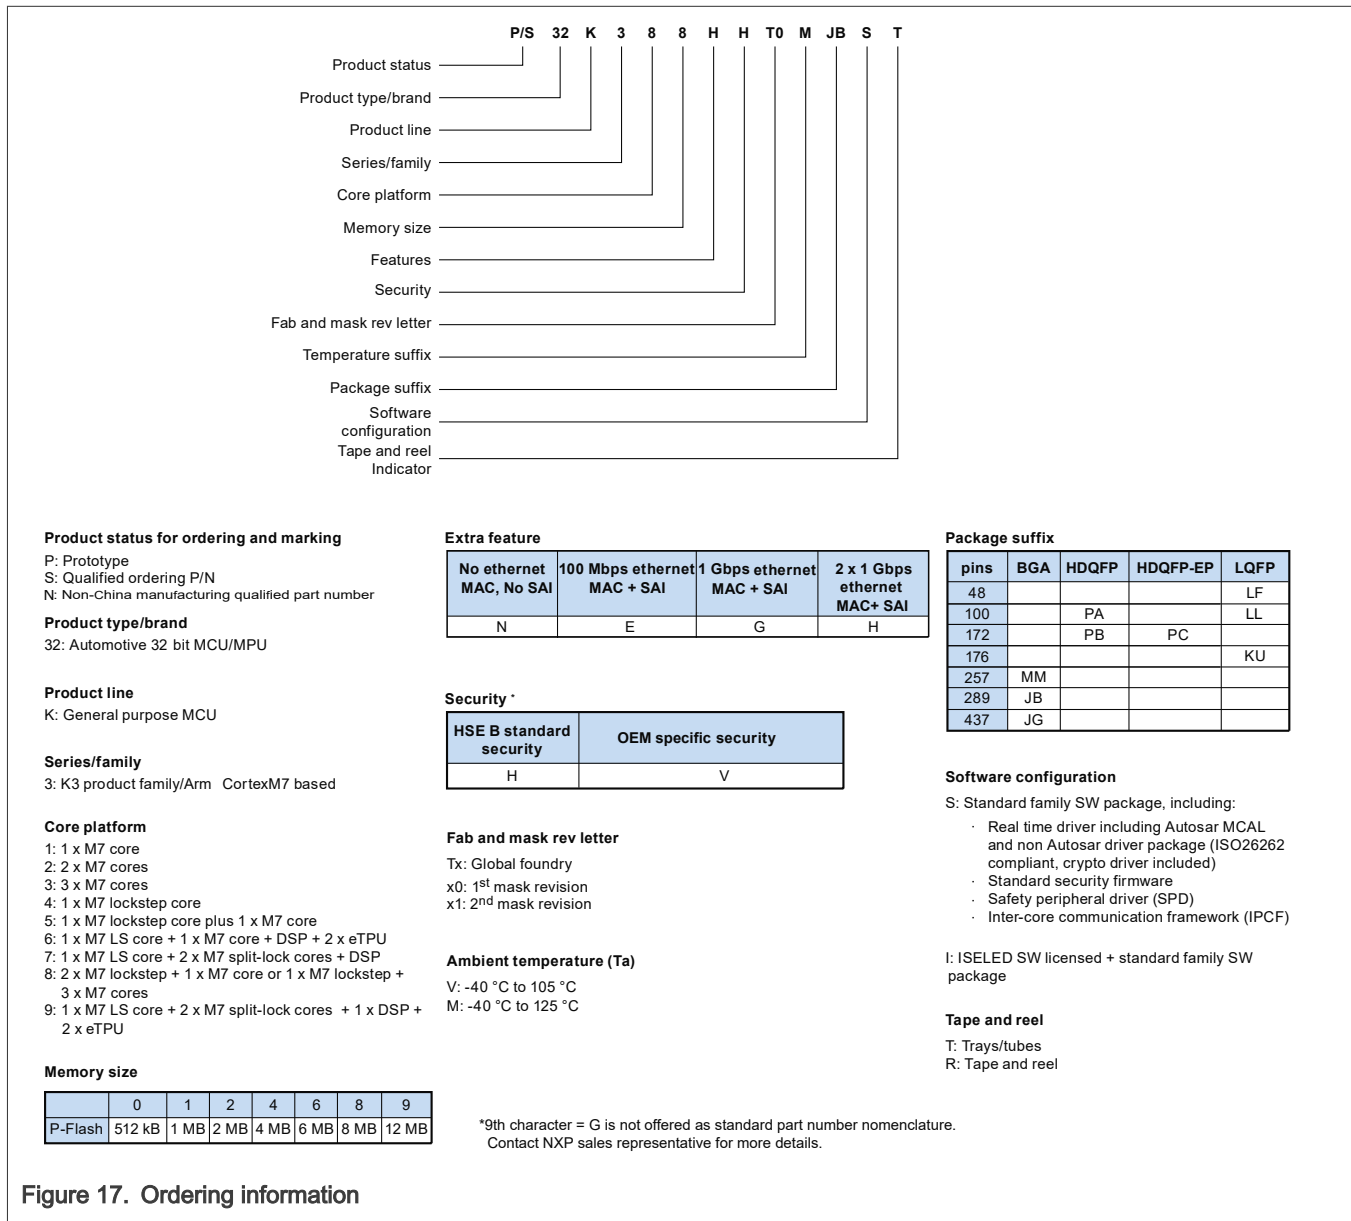 P/S 32 K 3 8 8 H H T0 M JB S T
Product status
Product type/brand
Product line
Series/family
Core platform
Memory size
Features
Security
Fab and mask rev letter
Temperature suffix
Package suffix
Software
configuration
Tape and reel
Indicator
Product status for ordering and marking
P: Prototype
S: Qualified ordering P/N
N: Non-China manufacturing qualified part number
Product type/brand
32: Automotive 32 bit MCU/MPU
Product line
K: General purpose MCU
Series/family
3: K3 product family/Arm CortexM7 based
Core platform
1: 1 x M7 core
2: 2 x M7 cores
3: 3 x M7 cores
4: 1 x M7 lockstep core
5: 1 x M7 lockstep core plus 1 x M7 core
6: 1 x M7 LS core + 1 x M7 core + DSP + 2 x eTPU
7: 1 x M7 LS core + 2 x M7 split-lock cores + DSP
8: 2 x M7 lockstep + 1 x M7 core or 1 x M7 lockstep +
3 x M7 cores
9: 1 x M7 LS core + 2 x M7 split-lock cores + 1 x DSP +
2 x eTPU
Memory size
0 1 2 4 6 8 9
P-Flash 512 kB 1 MB 2 MB 4 MB 6 MB 8 MB 12 MB
Extra feature
No ethernet MAC, No SAI
100 Mbps ethernet MAC + SAI
1 Gbps ethernet MAC + SAI
2 x 1 Gbps ethernet MAC+ SAI
N E G H
Security *
HSE B standard security
OEM specific security
H V
Fab and mask rev letter
Tx: Global foundry
x0: 1st mask revision
x1: 2nd mask revision
Ambient temperature (Ta)
V: -40 °C to 105 °C
M: -40 °C to 125 °C
*9th character = G is not offered as standard part number nomenclature.
Contact NXP sales representative for more details.
Package suffix
pins BGA HDQFP HDQFP-EP LQFP
48 LF
100 PA LL
172 PB PC
176 KU
257 MM
289 JB
437 JG
Software configuration
S: Standard family SW package, including:
· Real time driver including Autosar MCAL
and non Autosar driver package (ISO26262
compliant, crypto driver included)
· Standard security firmware
· Safety peripheral driver (SPD)
· Inter-core communication framework (IPCF)
I: ISELED SW licensed + standard family SW
package
Tape and reel
T: Trays/tubes
R: Tape and reel
Figure 17. Ordering information